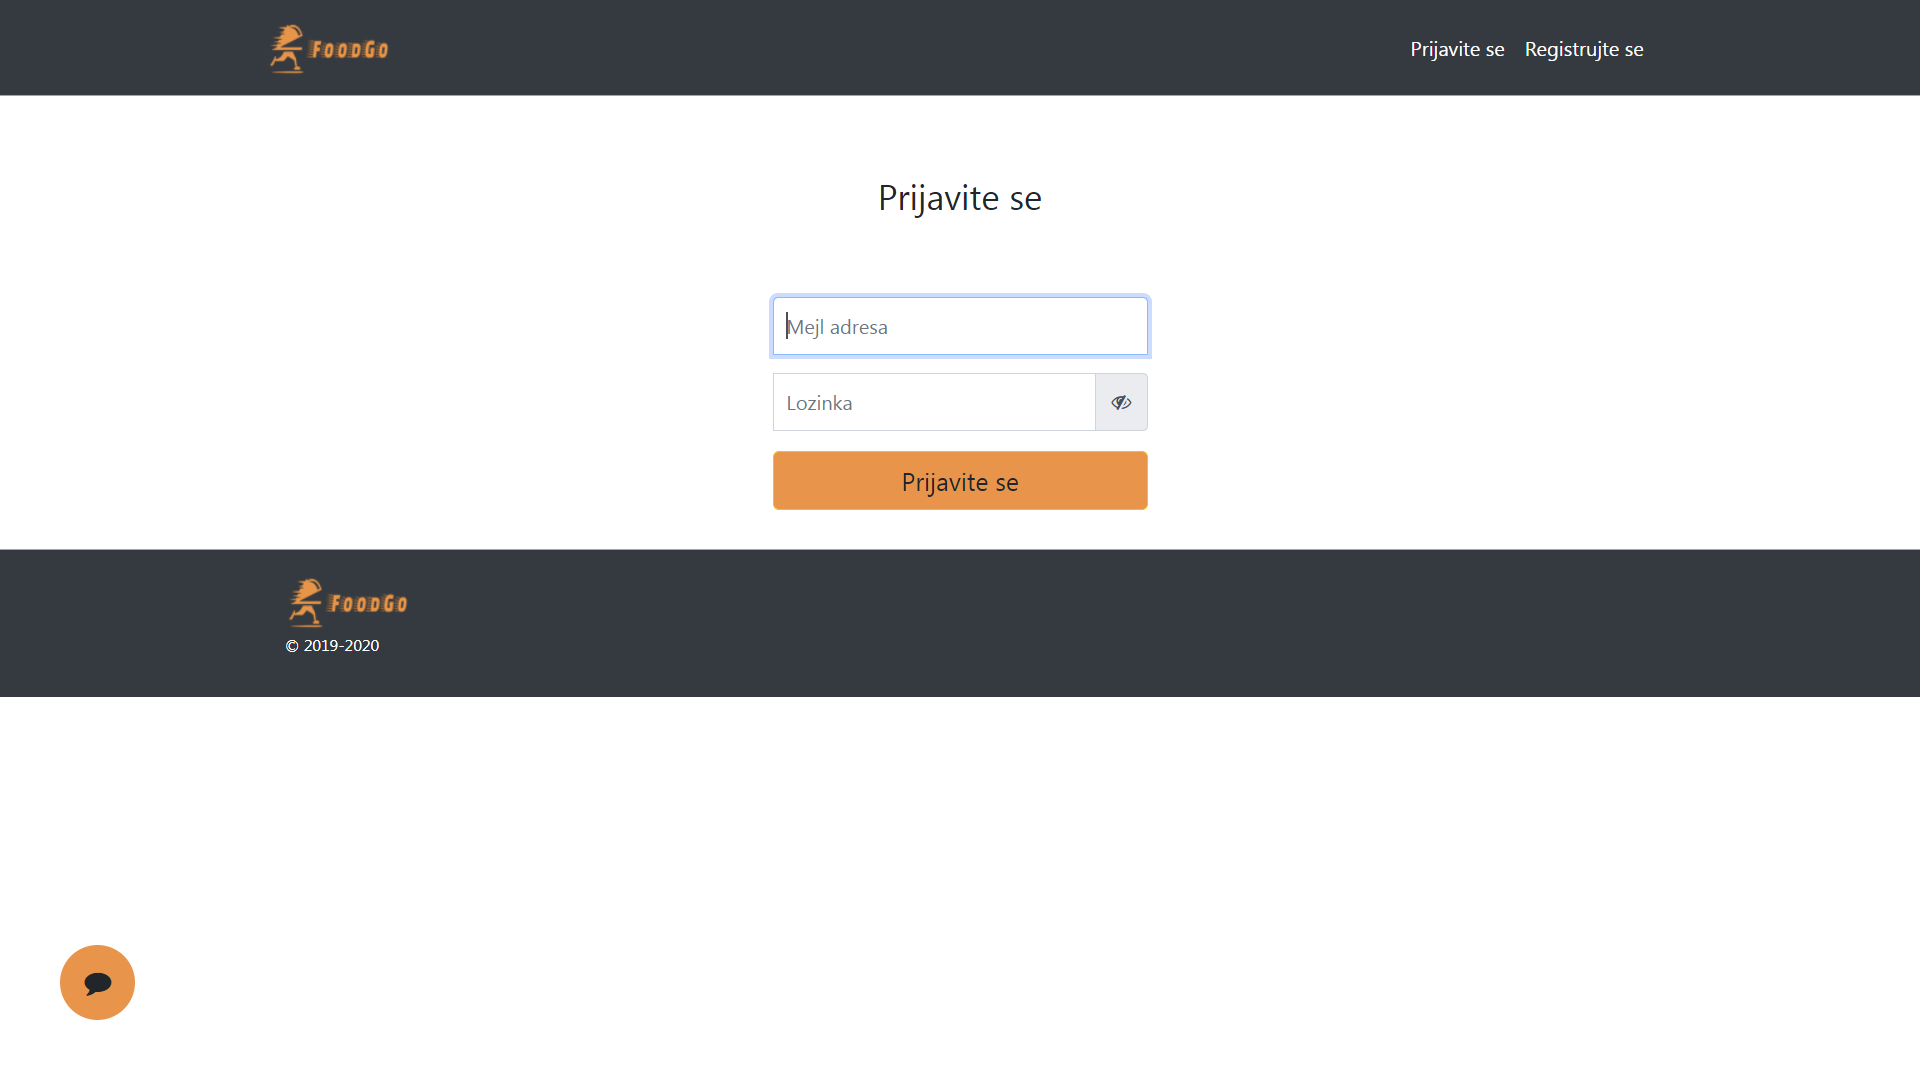 FoodGo
Prijavite se
Registrujte se
Prijavite se
Mejl adresa
Lozinka
Prijavite se
FoodGo
© 2019-2020